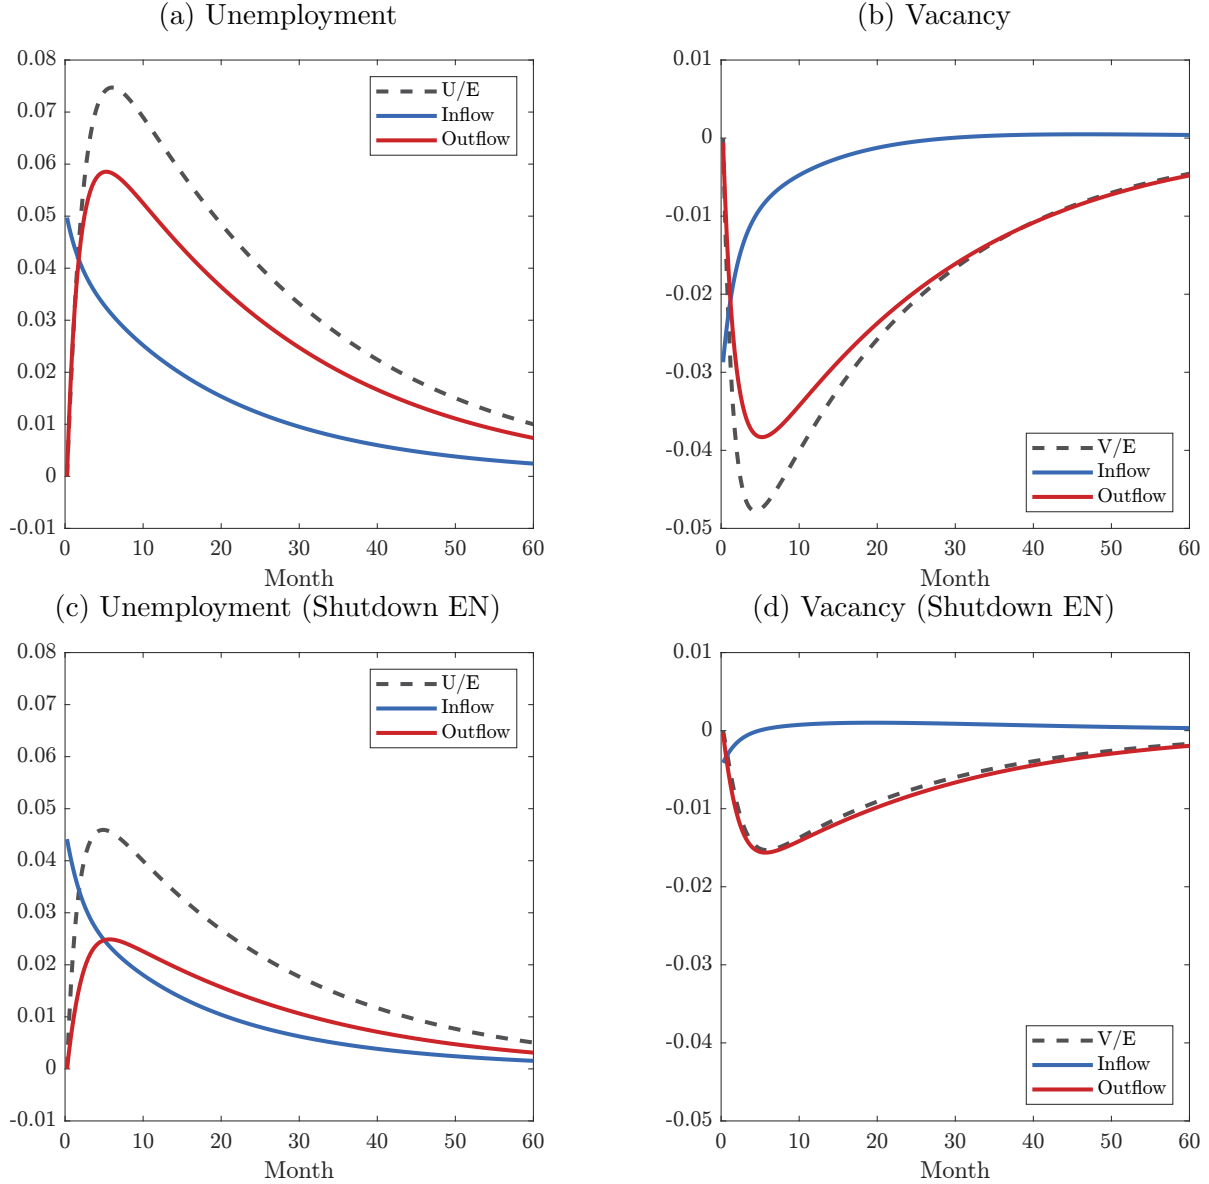 (a) Unemployment
0.08
0.07
0.06
0.05
0.04
0.03
0.02
0.01
0
-0.01
0 10 20 30 40 50 60
Month
U/E
Inflow
Outflow
(b) Vacancy
0.01
0
-0.01
-0.02
-0.03
-0.04
-0.05
0 10 20 30 40 50 60
Month
V/E
Inflow
Outflow
(c) Unemployment (Shutdown EN)
0.08
0.07
0.06
0.05
0.04
0.03
0.02
0.01
0
-0.01
0 10 20 30 40 50 60
Month
U/E
Inflow
Outflow
(d) Vacancy (Shutdown EN)
0.01
0
-0.01
-0.02
-0.03
-0.04
-0.05
0 10 20 30 40 50 60
Month
V/E
Inflow
Outflow